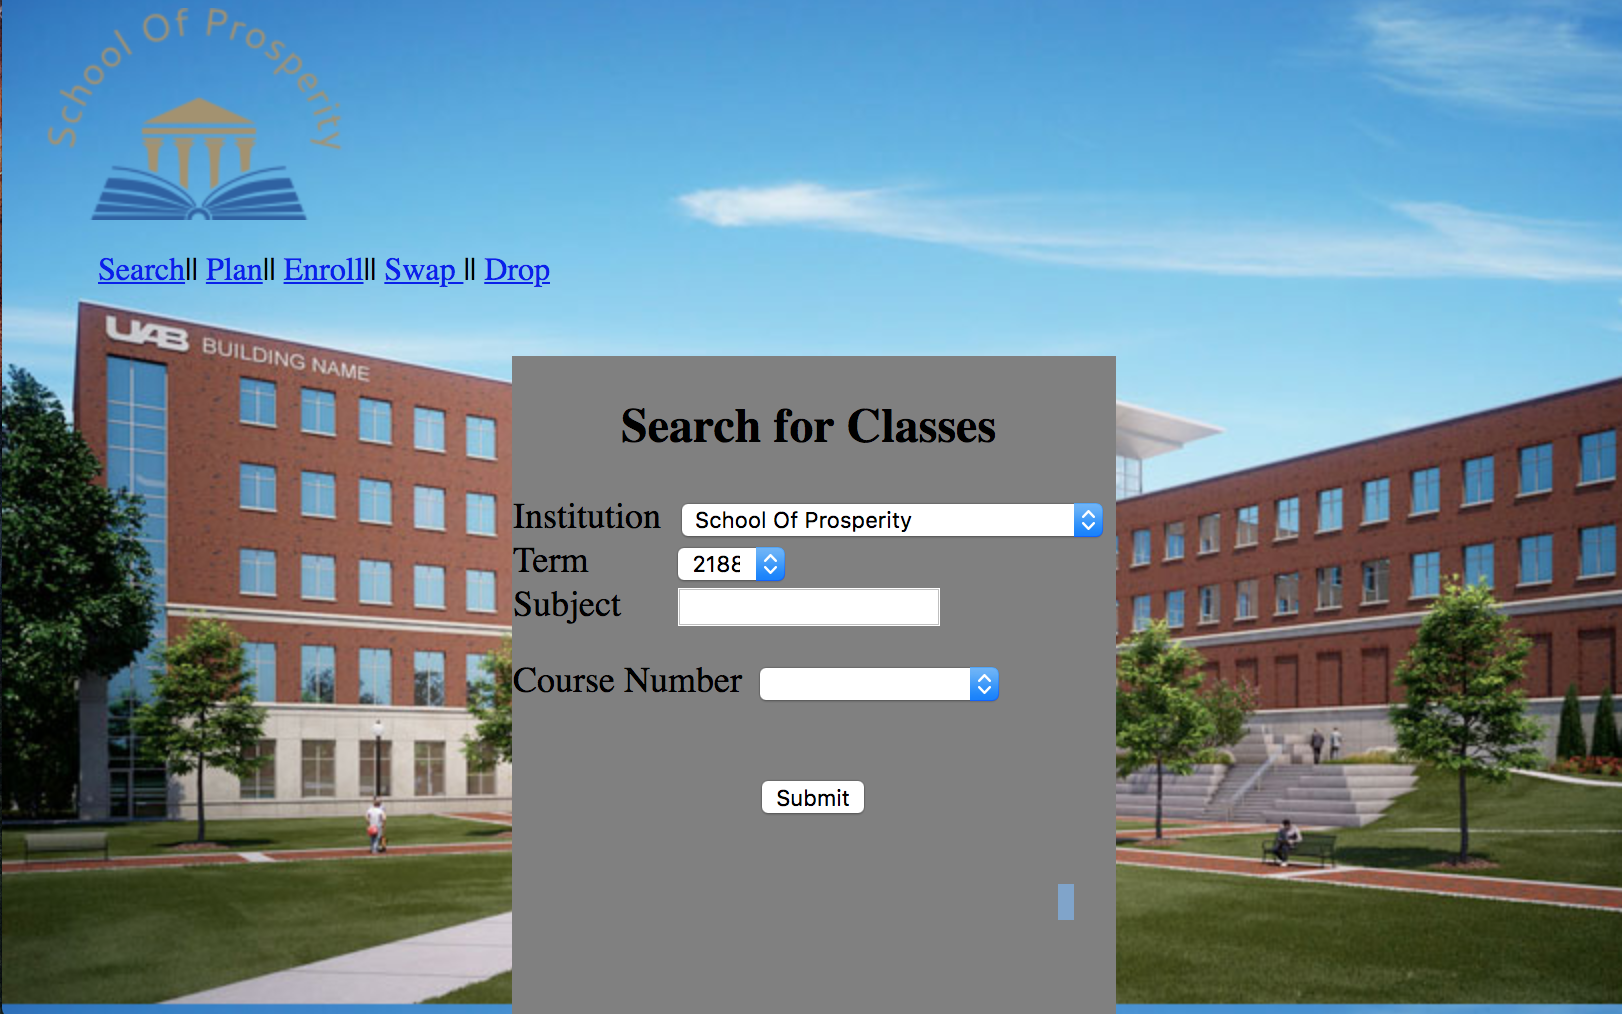 School Of Prosperity
Search|| Plan|| Enroll|| Swap || Drop
UAB BUILDING NAME
Search for Classes
Institution School Of Prosperity
Term 2188
Subject
Course Number
Submit